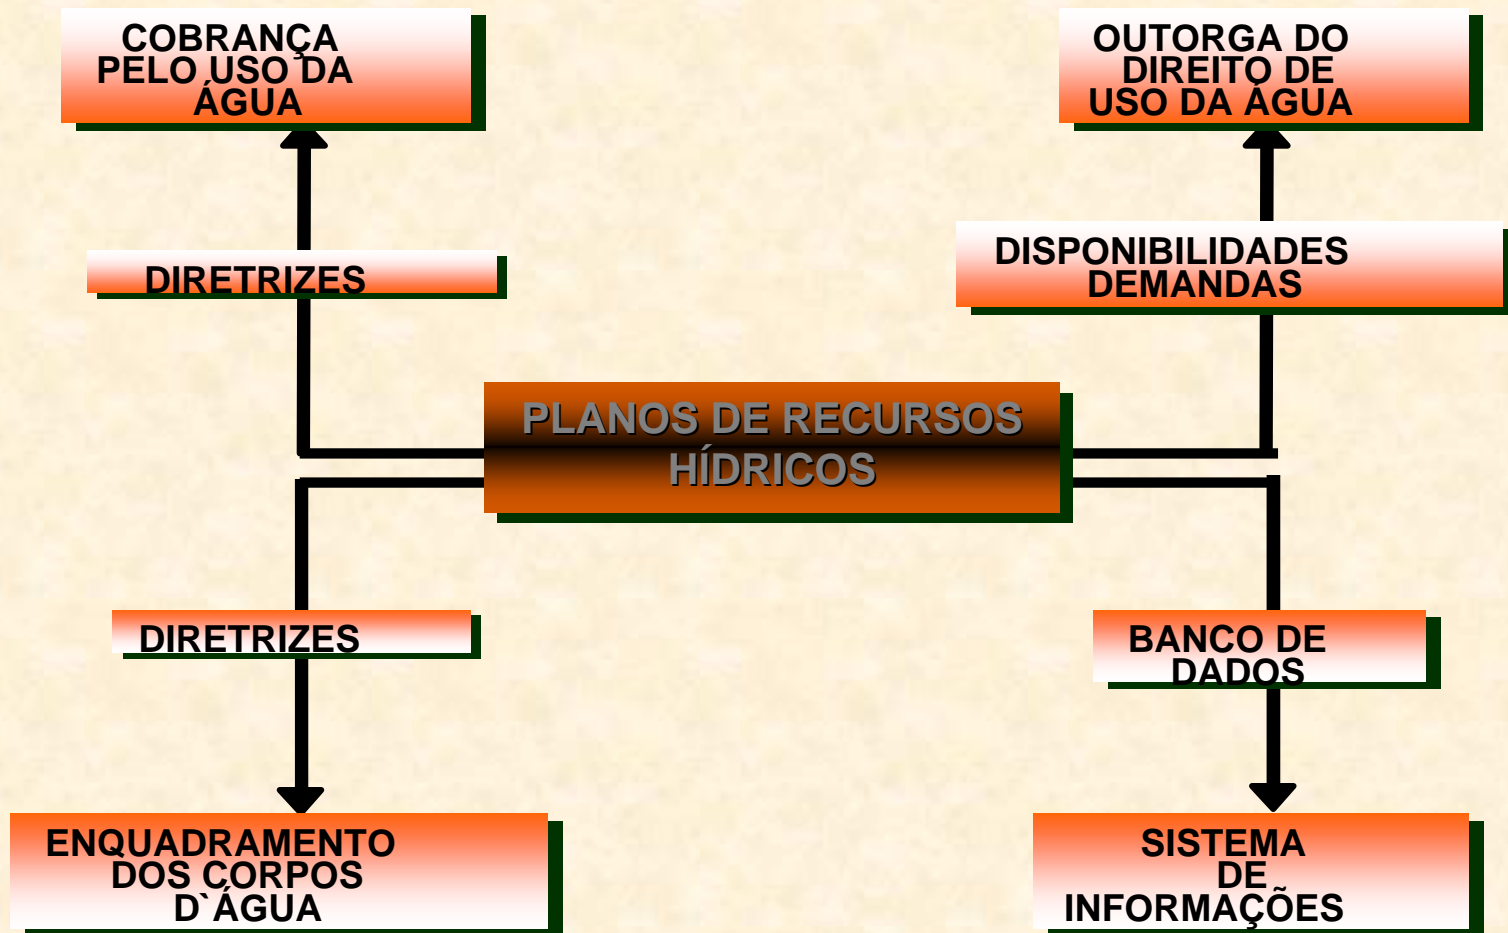 COBRANÇA
PELO USO DA
ÁGUA
OUTORGA DO
DIREITO DE
USO DA ÁGUA
DIRETRIZES
DISPONIBILIDADES
DEMANDAS
PLANOS DE RECURSOS
HÍDRICOS
DIRETRIZES
BANCO DE
DADOS
ENQUADRAMENTO
DOS CORPOS
D`ÁGUA
SISTEMA
DE
INFORMAÇÕES